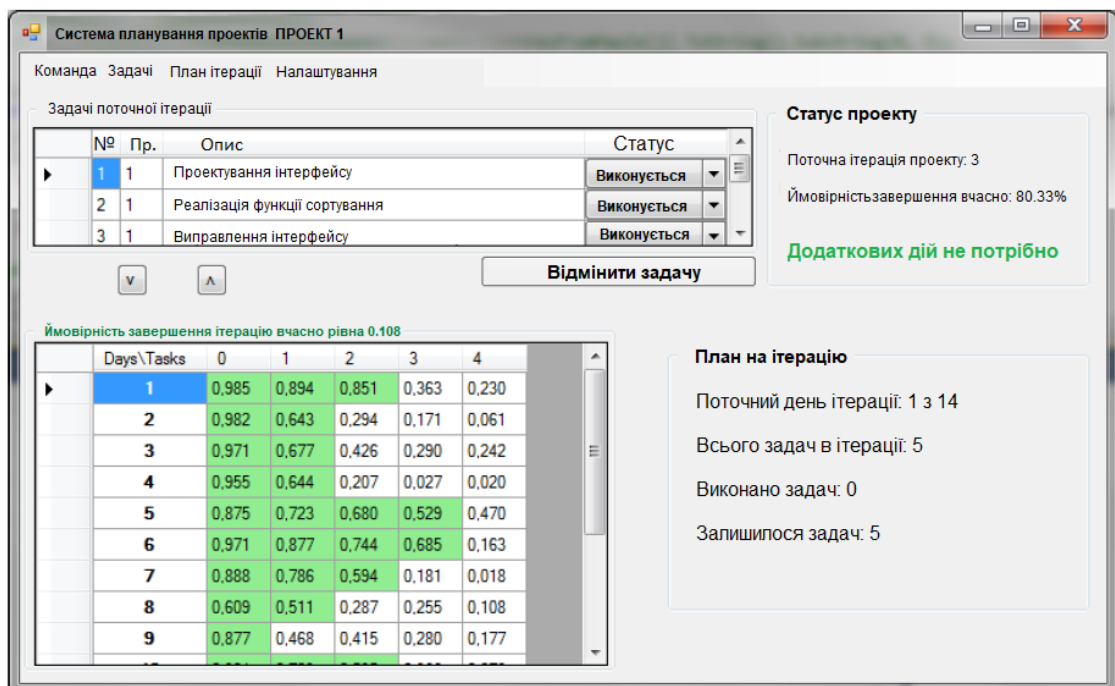 Система планування проектів ПРОЕКТ 1
Команда Задачі План ітерації Налаштування
Задачі поточної ітерації
№ Пр. Опис Статус
1 1 Проектування інтерфейсу Виконується
2 1 Реалізація функції сортування Виконується
3 1 Виправлення інтерфейсу Виконується
v ʌ Відмінити задачу
Статус проекту
Поточна ітерація проекту: 3
Ймовірністьзавершення вчасно: 80.33%
Додаткових дій не потрібно
Ймовірність завершення ітерацію вчасно рівна 0.108
Days\Tasks 0 1 2 3 4
1 0,985 0,894 0,851 0,363 0,230
2 0,982 0,643 0,294 0,171 0,061
3 0,971 0,677 0,426 0,290 0,242
4 0,955 0,644 0,207 0,027 0,020
5 0,875 0,723 0,680 0,529 0,470
6 0,971 0,877 0,744 0,685 0,163
7 0,888 0,786 0,594 0,181 0,018
8 0,609 0,511 0,287 0,255 0,108
9 0,877 0,468 0,415 0,280 0,177
План на ітерацію
Поточний день ітерації: 1 з 14
Всього задач в ітерації: 5
Виконано задач: 0
Залишилося задач: 5